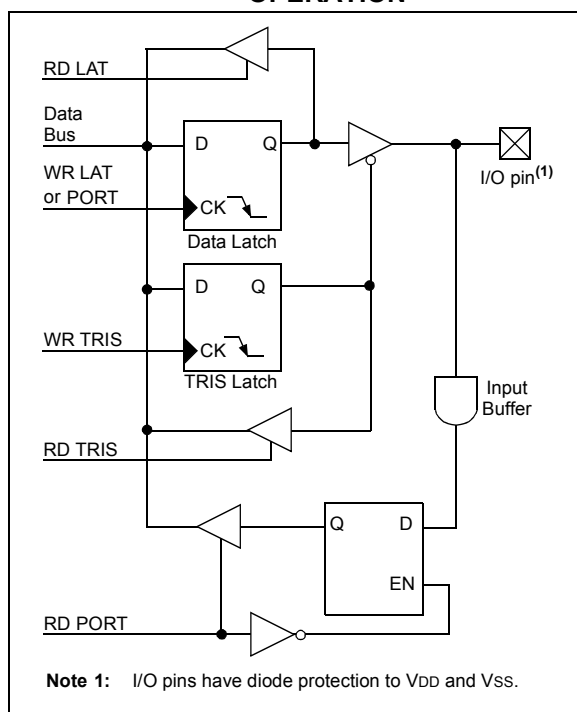 OPERATION
RD LAT
Data
Bus
D Q
WR LAT
or PORT
CK
Data Latch
I/O pin(1)
D Q
WR TRIS
CK
TRIS Latch
Input
Buffer
RD TRIS
Q D
EN
RD PORT
Note 1: I/O pins have diode protection to VDD and VSS.